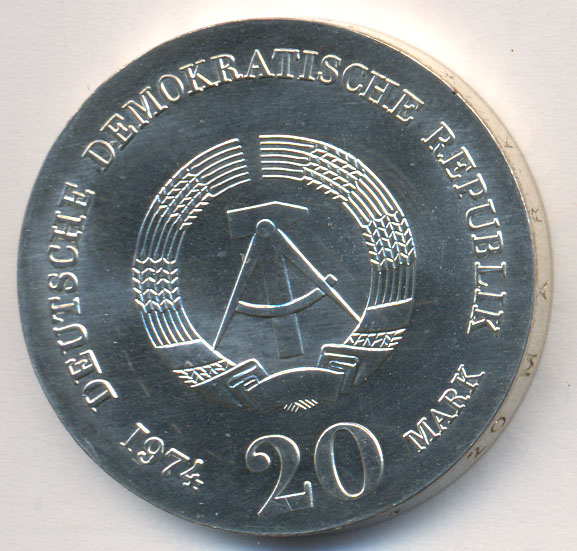 DEUTSCHE DEMOKRATISCHE REPUBLIK
1974
20
MARK